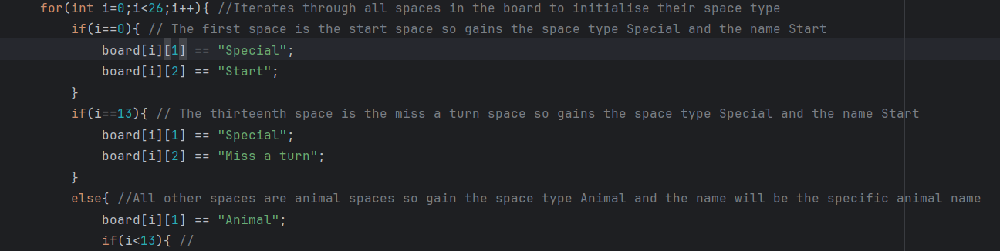 for(int i=0;i<26;i++){ //Iterates through all spaces in the board to initialise their space type
if(i==0){ // The first space is the start space so gains the space type Special and the name Start
board[i][1] == "Special";
board[i][2] == "Start";
}
if(i==13){ // The thirteenth space is the miss a turn space so gains the space type Special and the name Start
board[i][1] == "Special";
board[i][2] == "Miss a turn";
}
else{ //All other spaces are animal spaces so gain the space type Animal and the name will be the specific animal name
board[i][1] == "Animal";
if(i<13){ //